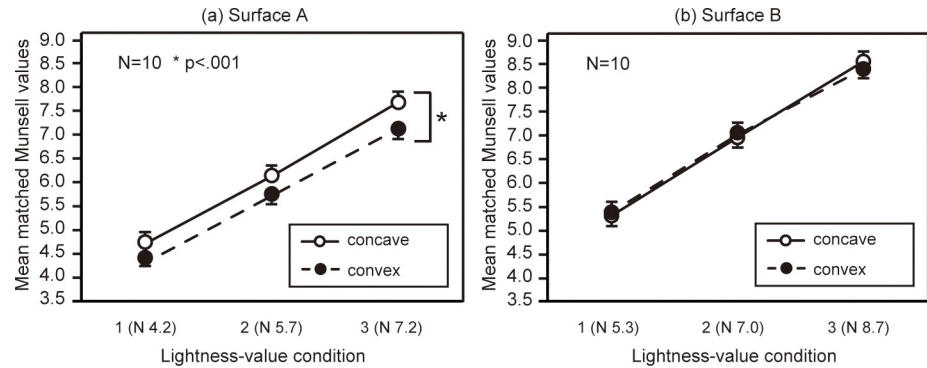 (a) Surface A
Mean matched Munsell values
9.0
8.5
8.0
7.5
7.0
6.5
6.0
5.5
5.0
4.5
4.0
3.5
N=10 * p<.001
*
concave
convex
1 (N 4.2) 2 (N 5.7) 3 (N 7.2)
Lightness-value condition
(b) Surface B
Mean matched Munsell values
9.0
8.5
8.0
7.5
7.0
6.5
6.0
5.5
5.0
4.5
4.0
3.5
N=10
concave
convex
1 (N 5.3) 2 (N 7.0) 3 (N 8.7)
Lightness-value condition